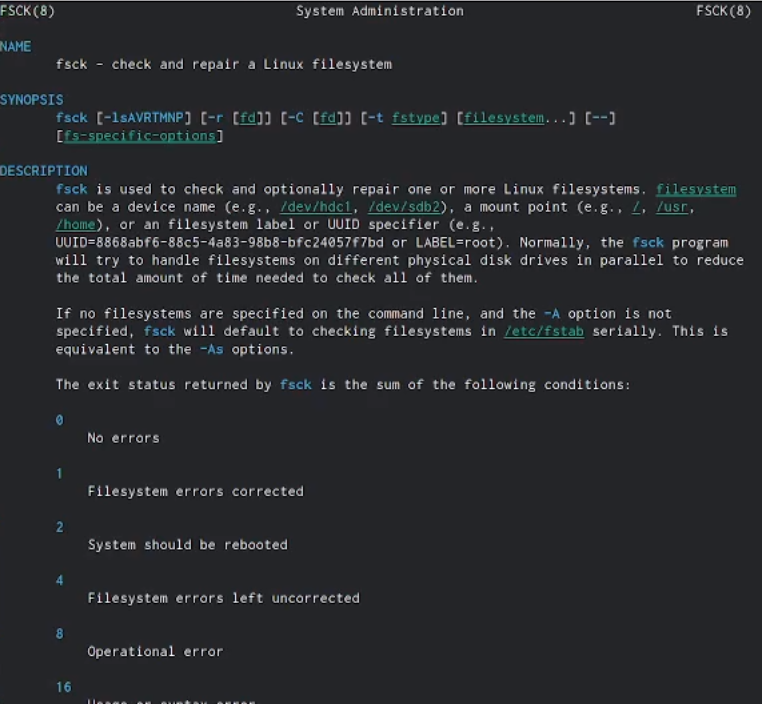 FSCK(8) System Administration FSCK(8)
NAME
fsck - check and repair a Linux filesystem
SYNOPSIS
fsck [-lsAVRTMNP] [-r [fd]] [-C [fd]] [-t fstype] [filesystem...] [--]
[fs-specific-options]
DESCRIPTION
fsck is used to check and optionally repair one or more Linux filesystems. filesystem
can be a device name (e.g., /dev/hdc1, /dev/sdb2), a mount point (e.g., /, /usr,
/home), or an filesystem label or UUID specifier (e.g.,
UUID=8868abf6-88c5-4a83-98b8-bfc24057f7bd or LABEL=root). Normally, the fsck program
will try to handle filesystems on different physical disk drives in parallel to reduce
the total amount of time needed to check all of them.
If no filesystems are specified on the command line, and the -A option is not
specified, fsck will default to checking filesystems in /etc/fstab serially. This is
equivalent to the -As options.
The exit status returned by fsck is the sum of the following conditions:
0
No errors
1
Filesystem errors corrected
2
System should be rebooted
4
Filesystem errors left uncorrected
8
Operational error
16
Usage or syntax error